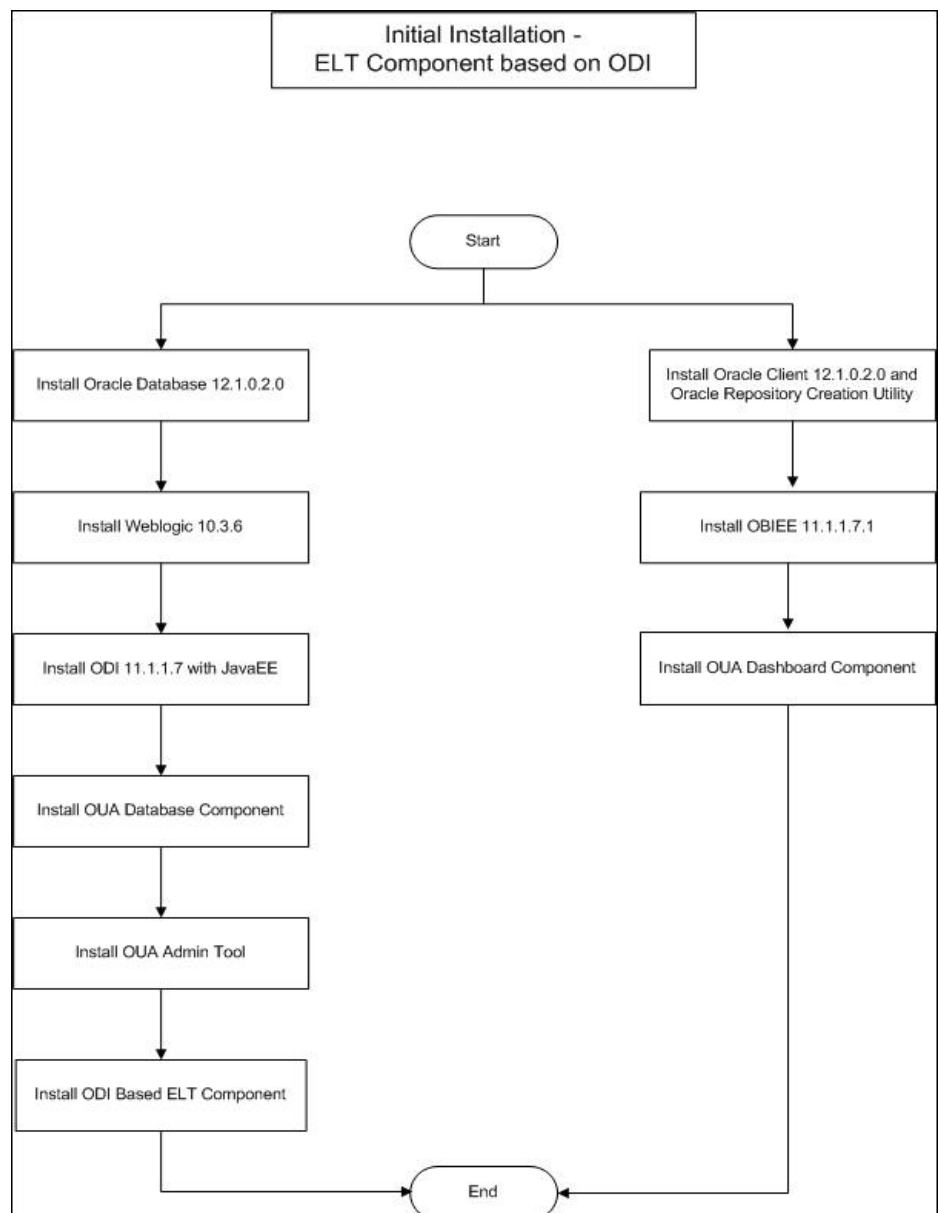 Initial Installation -
ELT Component based on ODI
Start
Install Oracle Database 12.1.0.2.0
Install Oracle Client 12.1.0.2.0 and
Oracle Repository Creation Utility
Install Weblogic 10.3.6
Install OBIEE 11.1.1.7.1
Install ODI 11.1.1.7 with JavaEE
Install OUA Dashboard Component
Install OUA Database Component
Install OUA Admin Tool
Install ODI Based ELT Component
End